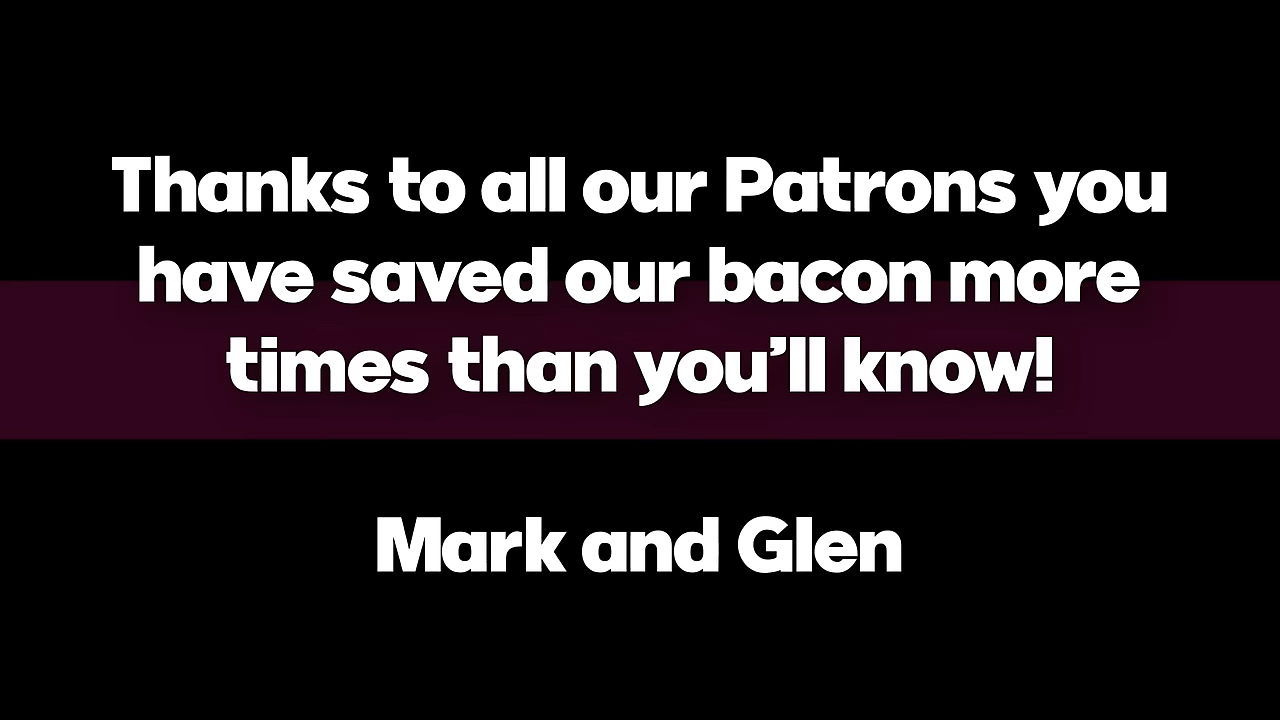 Thanks to all our Patrons you
have saved our bacon more
times than you’ll know!
Mark and Glen